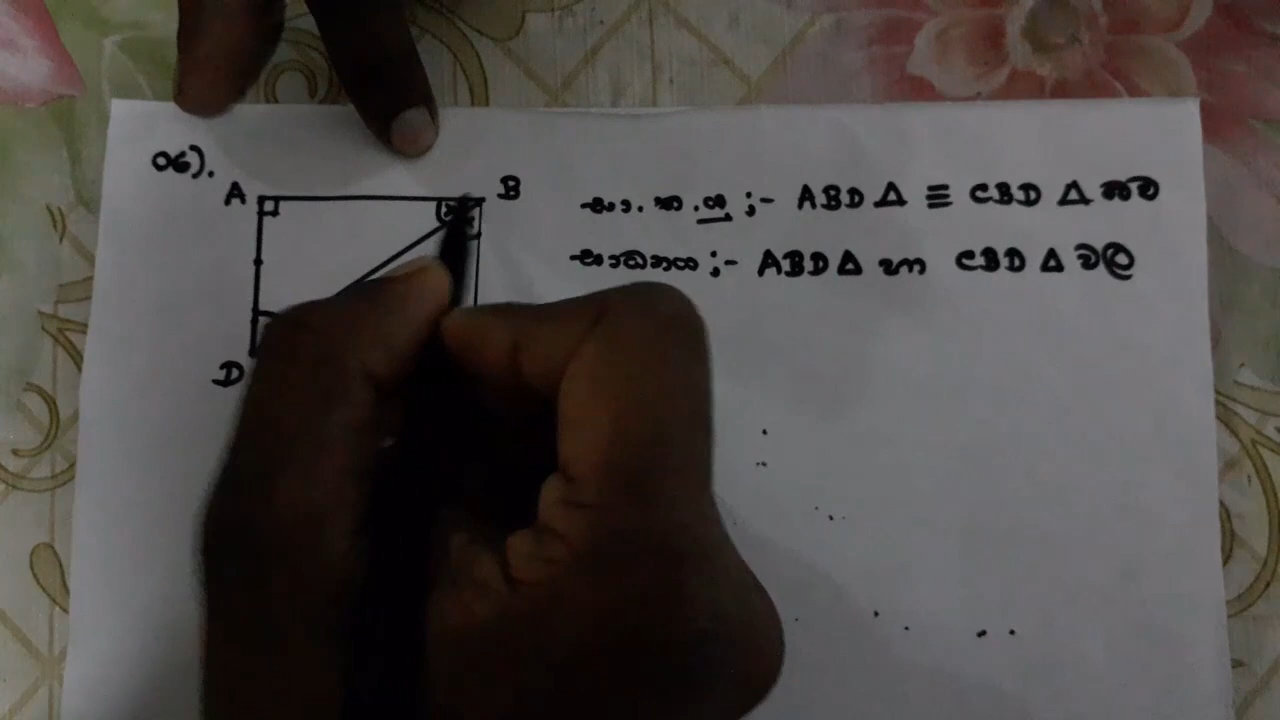 06).
A
B
D
සා. ක. යු ;- ABD Δ ≡ CBD Δ බව
සාධනය ;- ABD Δ හා CBD Δ වල